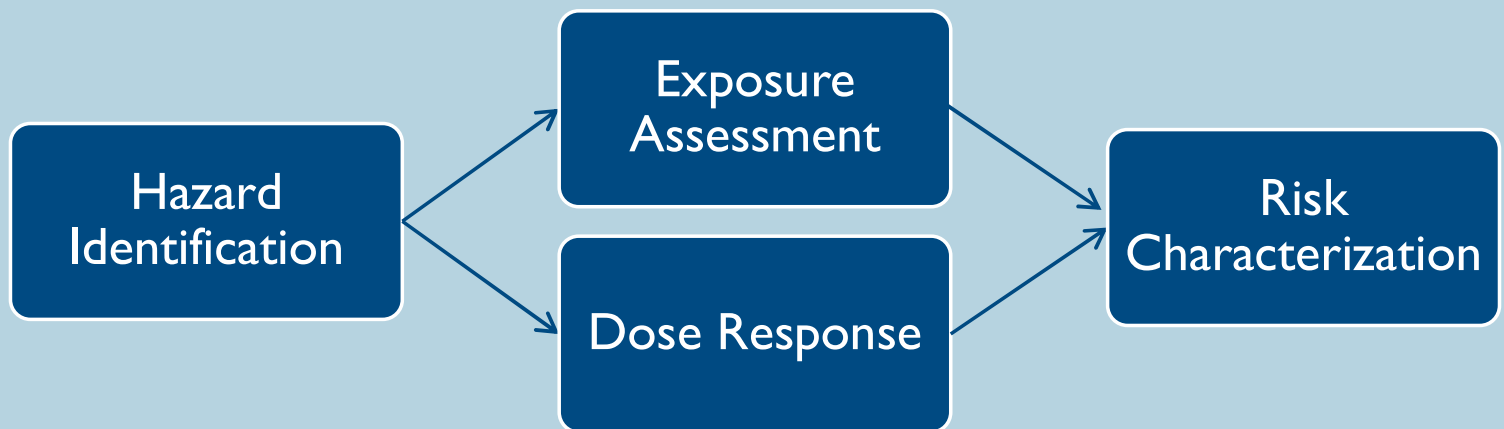 Hazard
Identification
Exposure
Assessment
Dose Response
Risk
Characterization